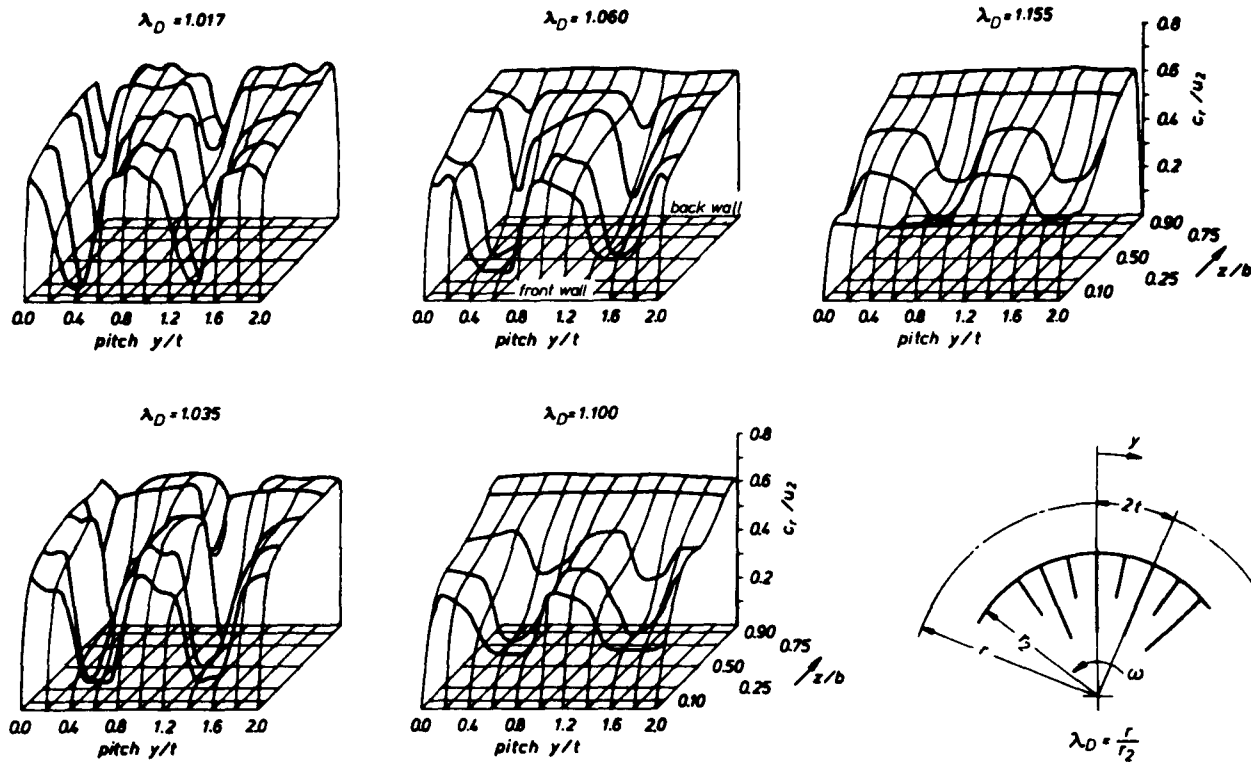 λ_D = 1.017
λ_D = 1.060
λ_D = 1.155
0.8
0.6
0.4
0.2
c_r / u_2
back wall
front wall
0.90
0.75
0.50
0.25
0.10
z/b
0.0 0.4 0.8 1.2 1.6 2.0
pitch y/t
0.0 0.4 0.8 1.2 1.6 2.0
pitch y/t
0.0 0.4 0.8 1.2 1.6 2.0
pitch y/t
λ_D = 1.035
λ_D = 1.100
0.8
0.6
0.4
0.2
c_r / u_2
0.90
0.75
0.50
0.25
0.10
z/b
0.0 0.4 0.8 1.2 1.6 2.0
pitch y/t
0.0 0.4 0.8 1.2 1.6 2.0
pitch y/t
y
2t
r_2
r
ω
λ_D = r/r_2